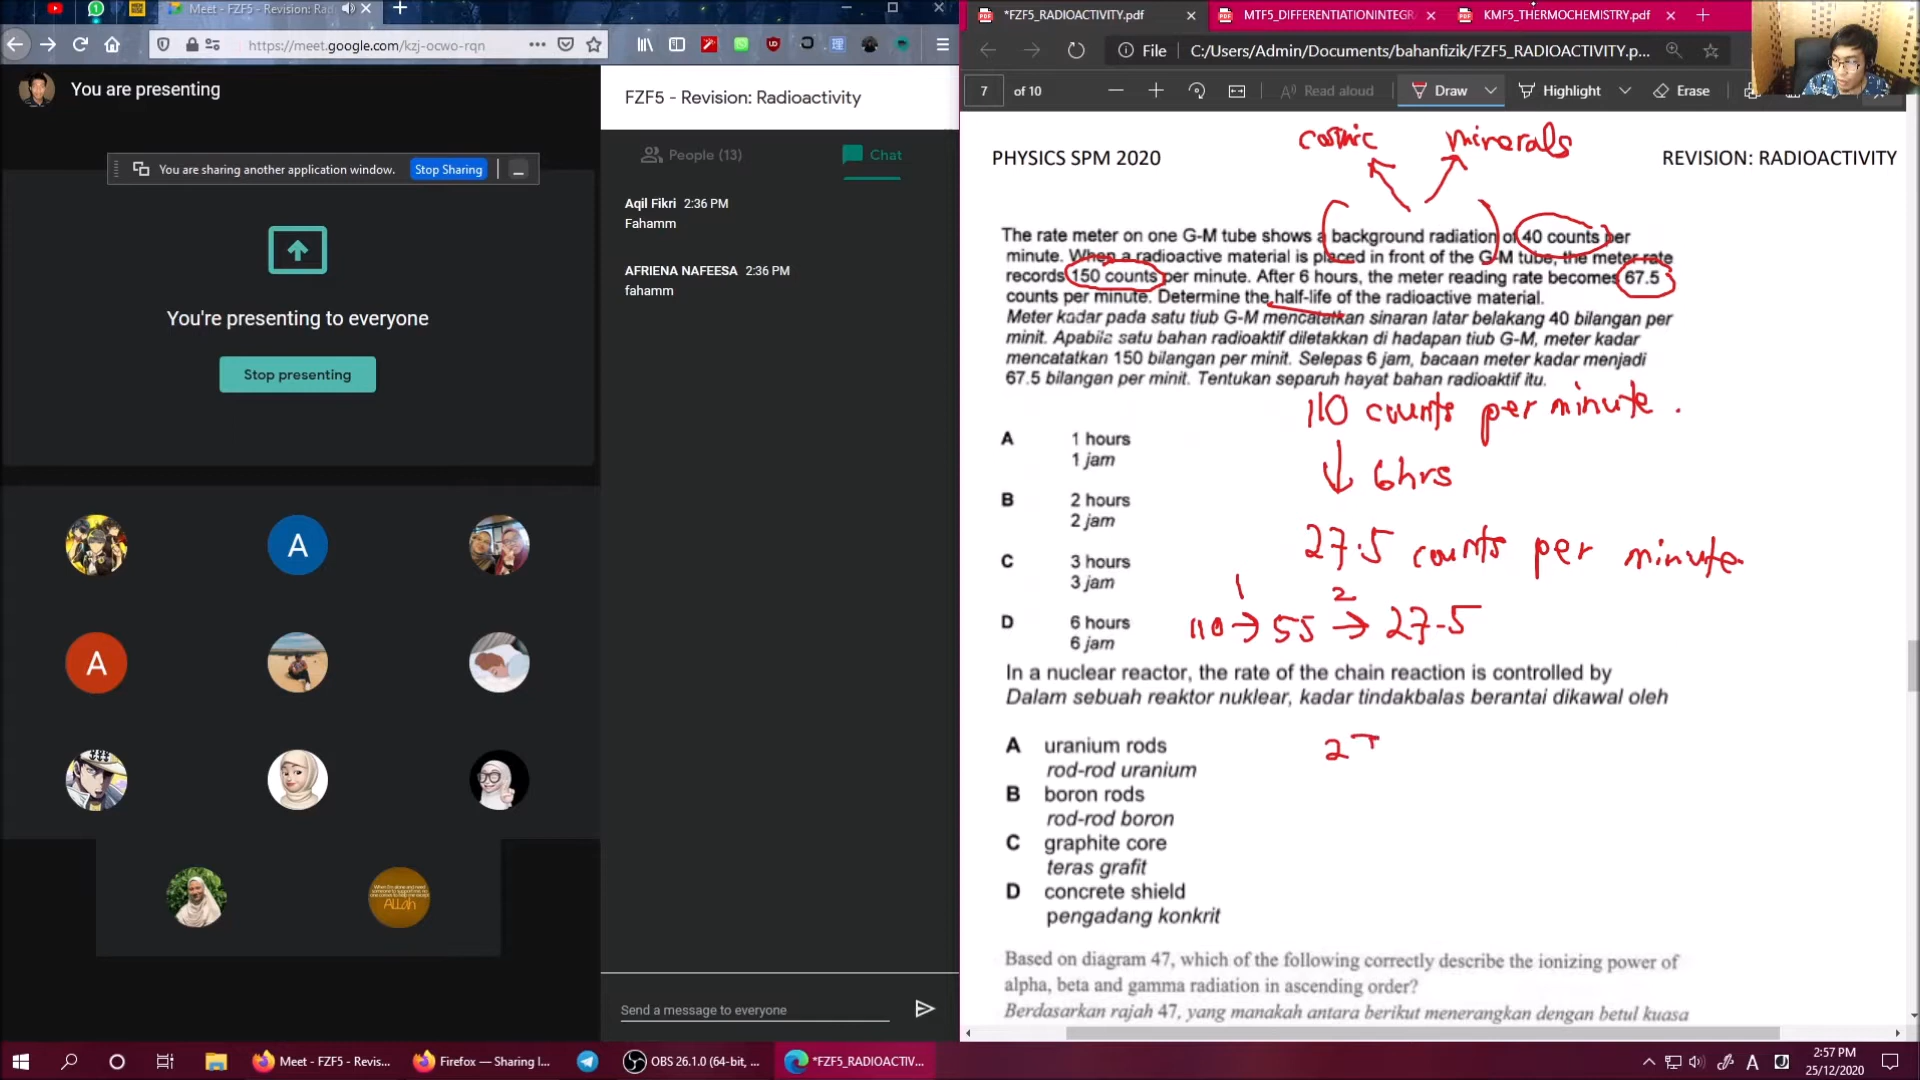 Meet - FZF5 - Revision: Rad
https://meet.google.com/kzj-ocwo-rqn
*FZF5_RADIOACTIVITY.pdf
MTF5_DIFFERENTIATIONINTEGR
KMF5_THERMOCHEMISTRY.pdf
File
C:/Users/Admin/Documents/bahanfizik/FZF5_RADIOACTIVITY.p...
7 of 10
Read aloud
Draw
Highlight
Erase
You are presenting
You are sharing another application window.
Stop Sharing
You're presenting to everyone
Stop presenting
A
A
FZF5 - Revision: Radioactivity
People (13)
Chat
Aqil Fikri 2:36 PM
Fahamm
AFRIENA NAFEESA 2:36 PM
fahamm
Send a message to everyone
cosmic minerals
PHYSICS SPM 2020
REVISION: RADIOACTIVITY
The rate meter on one G-M tube shows a background radiation of 40 counts per
minute. When a radioactive material is placed in front of the G-M tube, the meter rate
records 150 counts per minute. After 6 hours, the meter reading rate becomes 67.5
counts per minute. Determine the half-life of the radioactive material.
Meter kadar pada satu tiub G-M mencatatkan sinaran latar belakang 40 bilangan per
minit. Apabila satu bahan radioaktif diletakkan di hadapan tiub G-M, meter kadar
mencatatkan 150 bilangan per minit. Selepas 6 jam, bacaan meter kadar menjadi
67.5 bilangan per minit. Tentukan separuh hayat bahan radioaktif itu.
110 counts per minute.
↓ 6hrs
27.5 counts per minute
1 2
110 → 55 → 27.5
A 1 hours
1 jam
B 2 hours
2 jam
C 3 hours
3 jam
D 6 hours
6 jam
In a nuclear reactor, the rate of the chain reaction is controlled by
Dalam sebuah reaktor nuklear, kadar tindakbalas berantai dikawal oleh
2T
A uranium rods
rod-rod uranium
B boron rods
rod-rod boron
C graphite core
teras grafit
D concrete shield
pengadang konkrit
Based on diagram 47, which of the following correctly describe the ionizing power of
alpha, beta and gamma radiation in ascending order?
Berdasarkan rajah 47, yang manakah antara berikut menerangkan dengan betul kuasa
Meet - FZF5 - Revis...
Firefox — Sharing I...
OBS 26.1.0 (64-bit, ...
*FZF5_RADIOACTIV...
A
2:57 PM
25/12/2020